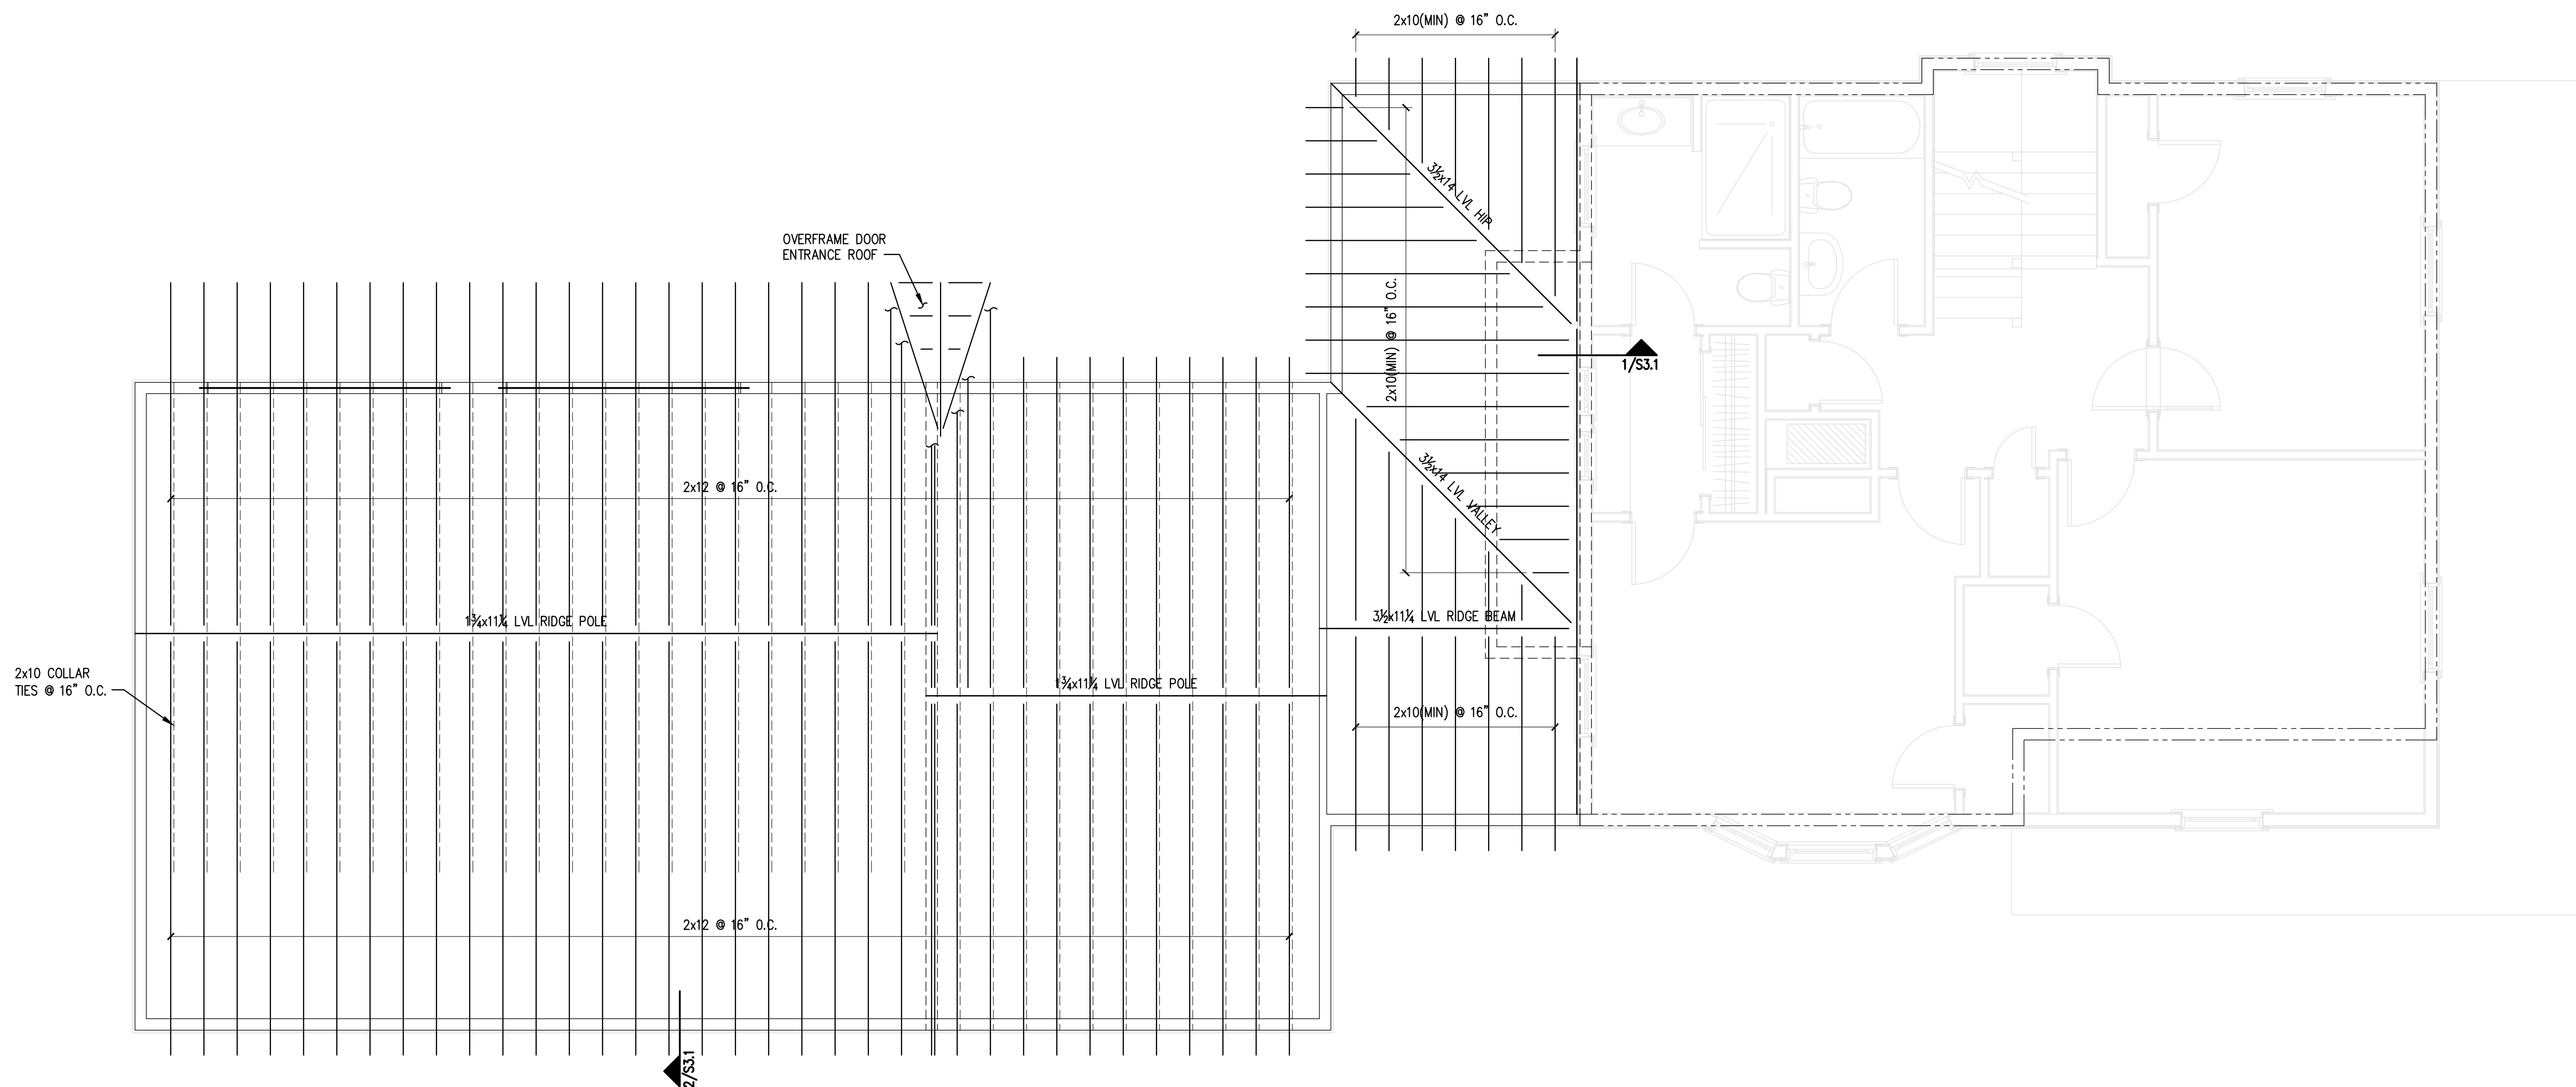 2x10(MIN) @ 16" O.C.
3½x14 LVL HIP
OVERFRAME DOOR
ENTRANCE ROOF
2x10(MIN) @ 16" O.C.
1/S3.1
2x12 @ 16" O.C.
3½x14 LVL VALLEY
1¾x11¼ LVL RIDGE POLE
3½x11¼ LVL RIDGE BEAM
2x10 COLLAR
TIES @ 16" O.C.
1¾x11¼ LVL RIDGE POLE
2x10(MIN) @ 16" O.C.
2x12 @ 16" O.C.
2/S3.1